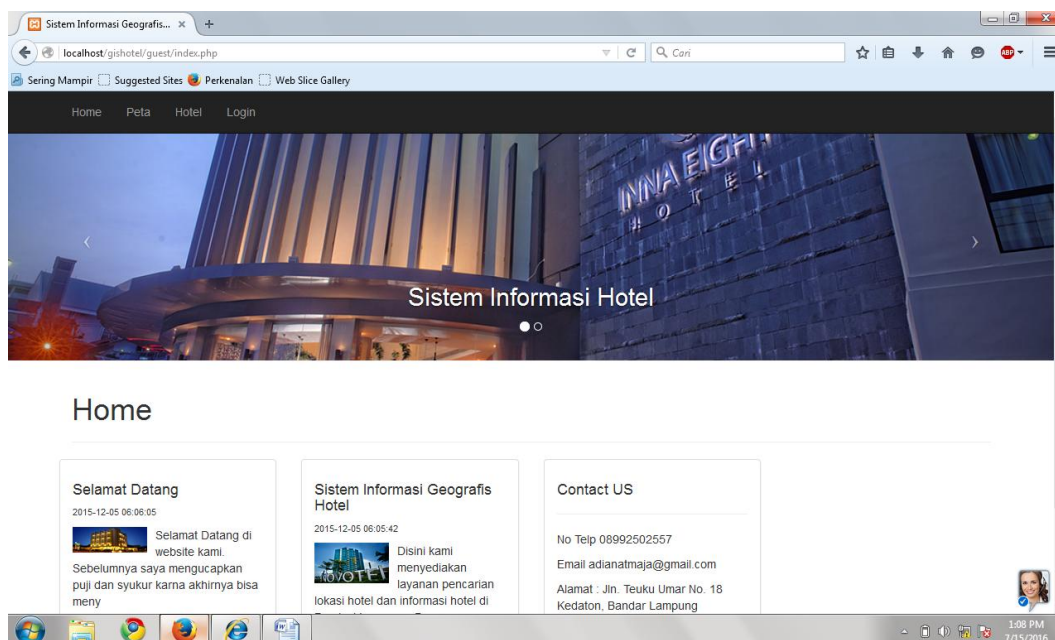 Sistem Informasi Geografis...
localhost/gishotel/guest/index.php
Cari
ABP
Sering Mampir Suggested Sites Perkenalan Web Slice Gallery
Home Peta Hotel Login
INNA EIGHT
HOTEL
Sistem Informasi Hotel
Home
Selamat Datang
2015-12-05 06:06:05
Selamat Datang di
website kami.
Sebelumnya saya mengucapkan
puji dan syukur karna akhirnya bisa
meny
Sistem Informasi Geografis
Hotel
2015-12-05 06:05:42
NOVOTEL
Disini kami
menyediakan
layanan pencarian
lokasi hotel dan informasi hotel di
Contact US
No Telp 08992502557
Email adianatmaja@gmail.com
Alamat : Jln. Teuku Umar No. 18
Kedaton, Bandar Lampung
1:08 PM
7/15/2016